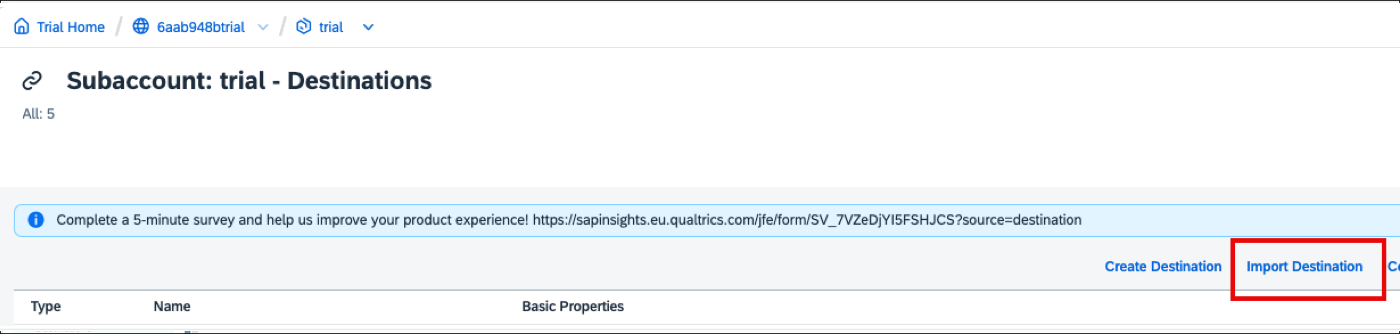 Trial Home / 6aab948btrial / trial
Subaccount: trial - Destinations
All: 5
Complete a 5-minute survey and help us improve your product experience! https://sapinsights.eu.qualtrics.com/jfe/form/SV_7VZeDjYI5FSHJCS?source=destination
Create Destination Import Destination
Type Name Basic Properties